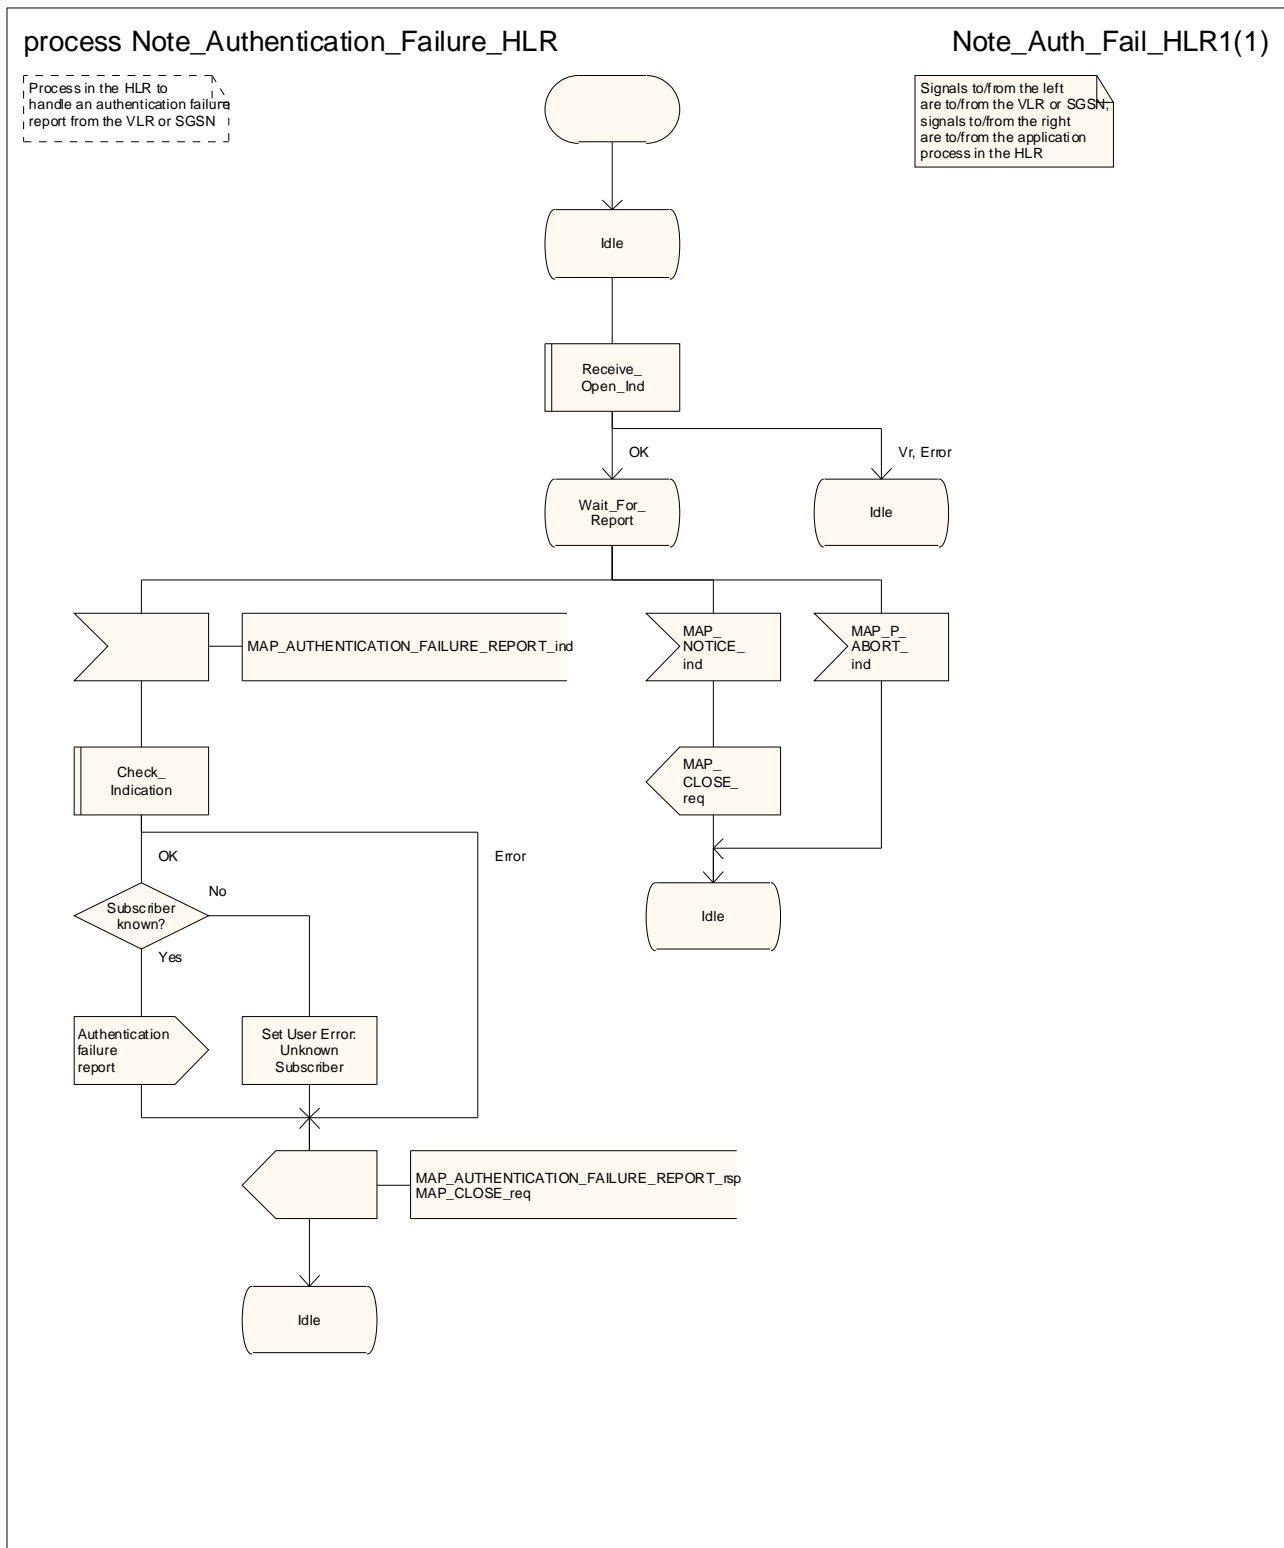 process Note_Authentication_Failure_HLR
Note_Auth_Fail_HLR1(1)
Process in the HLR to
handle an authentication failure
report from the VLR or SGSN
Signals to/from the left
are to/from the VLR or SGSN,
signals to/from the right
are to/from the application
process in the HLR
Idle
Receive_
Open_Ind
OK
Vr, Error
Wait_For_
Report
Idle
MAP_AUTHENTICATION_FAILURE_REPORT_ind
MAP_
NOTICE_
ind
MAP_P_
ABORT_
ind
Check_
Indication
MAP_
CLOSE_
req
OK
Error
Subscriber
known?
No
Yes
Idle
Authentication
failure
report
Set User Error:
Unknown
Subscriber
MAP_AUTHENTICATION_FAILURE_REPORT_rsp
MAP_CLOSE_req
Idle